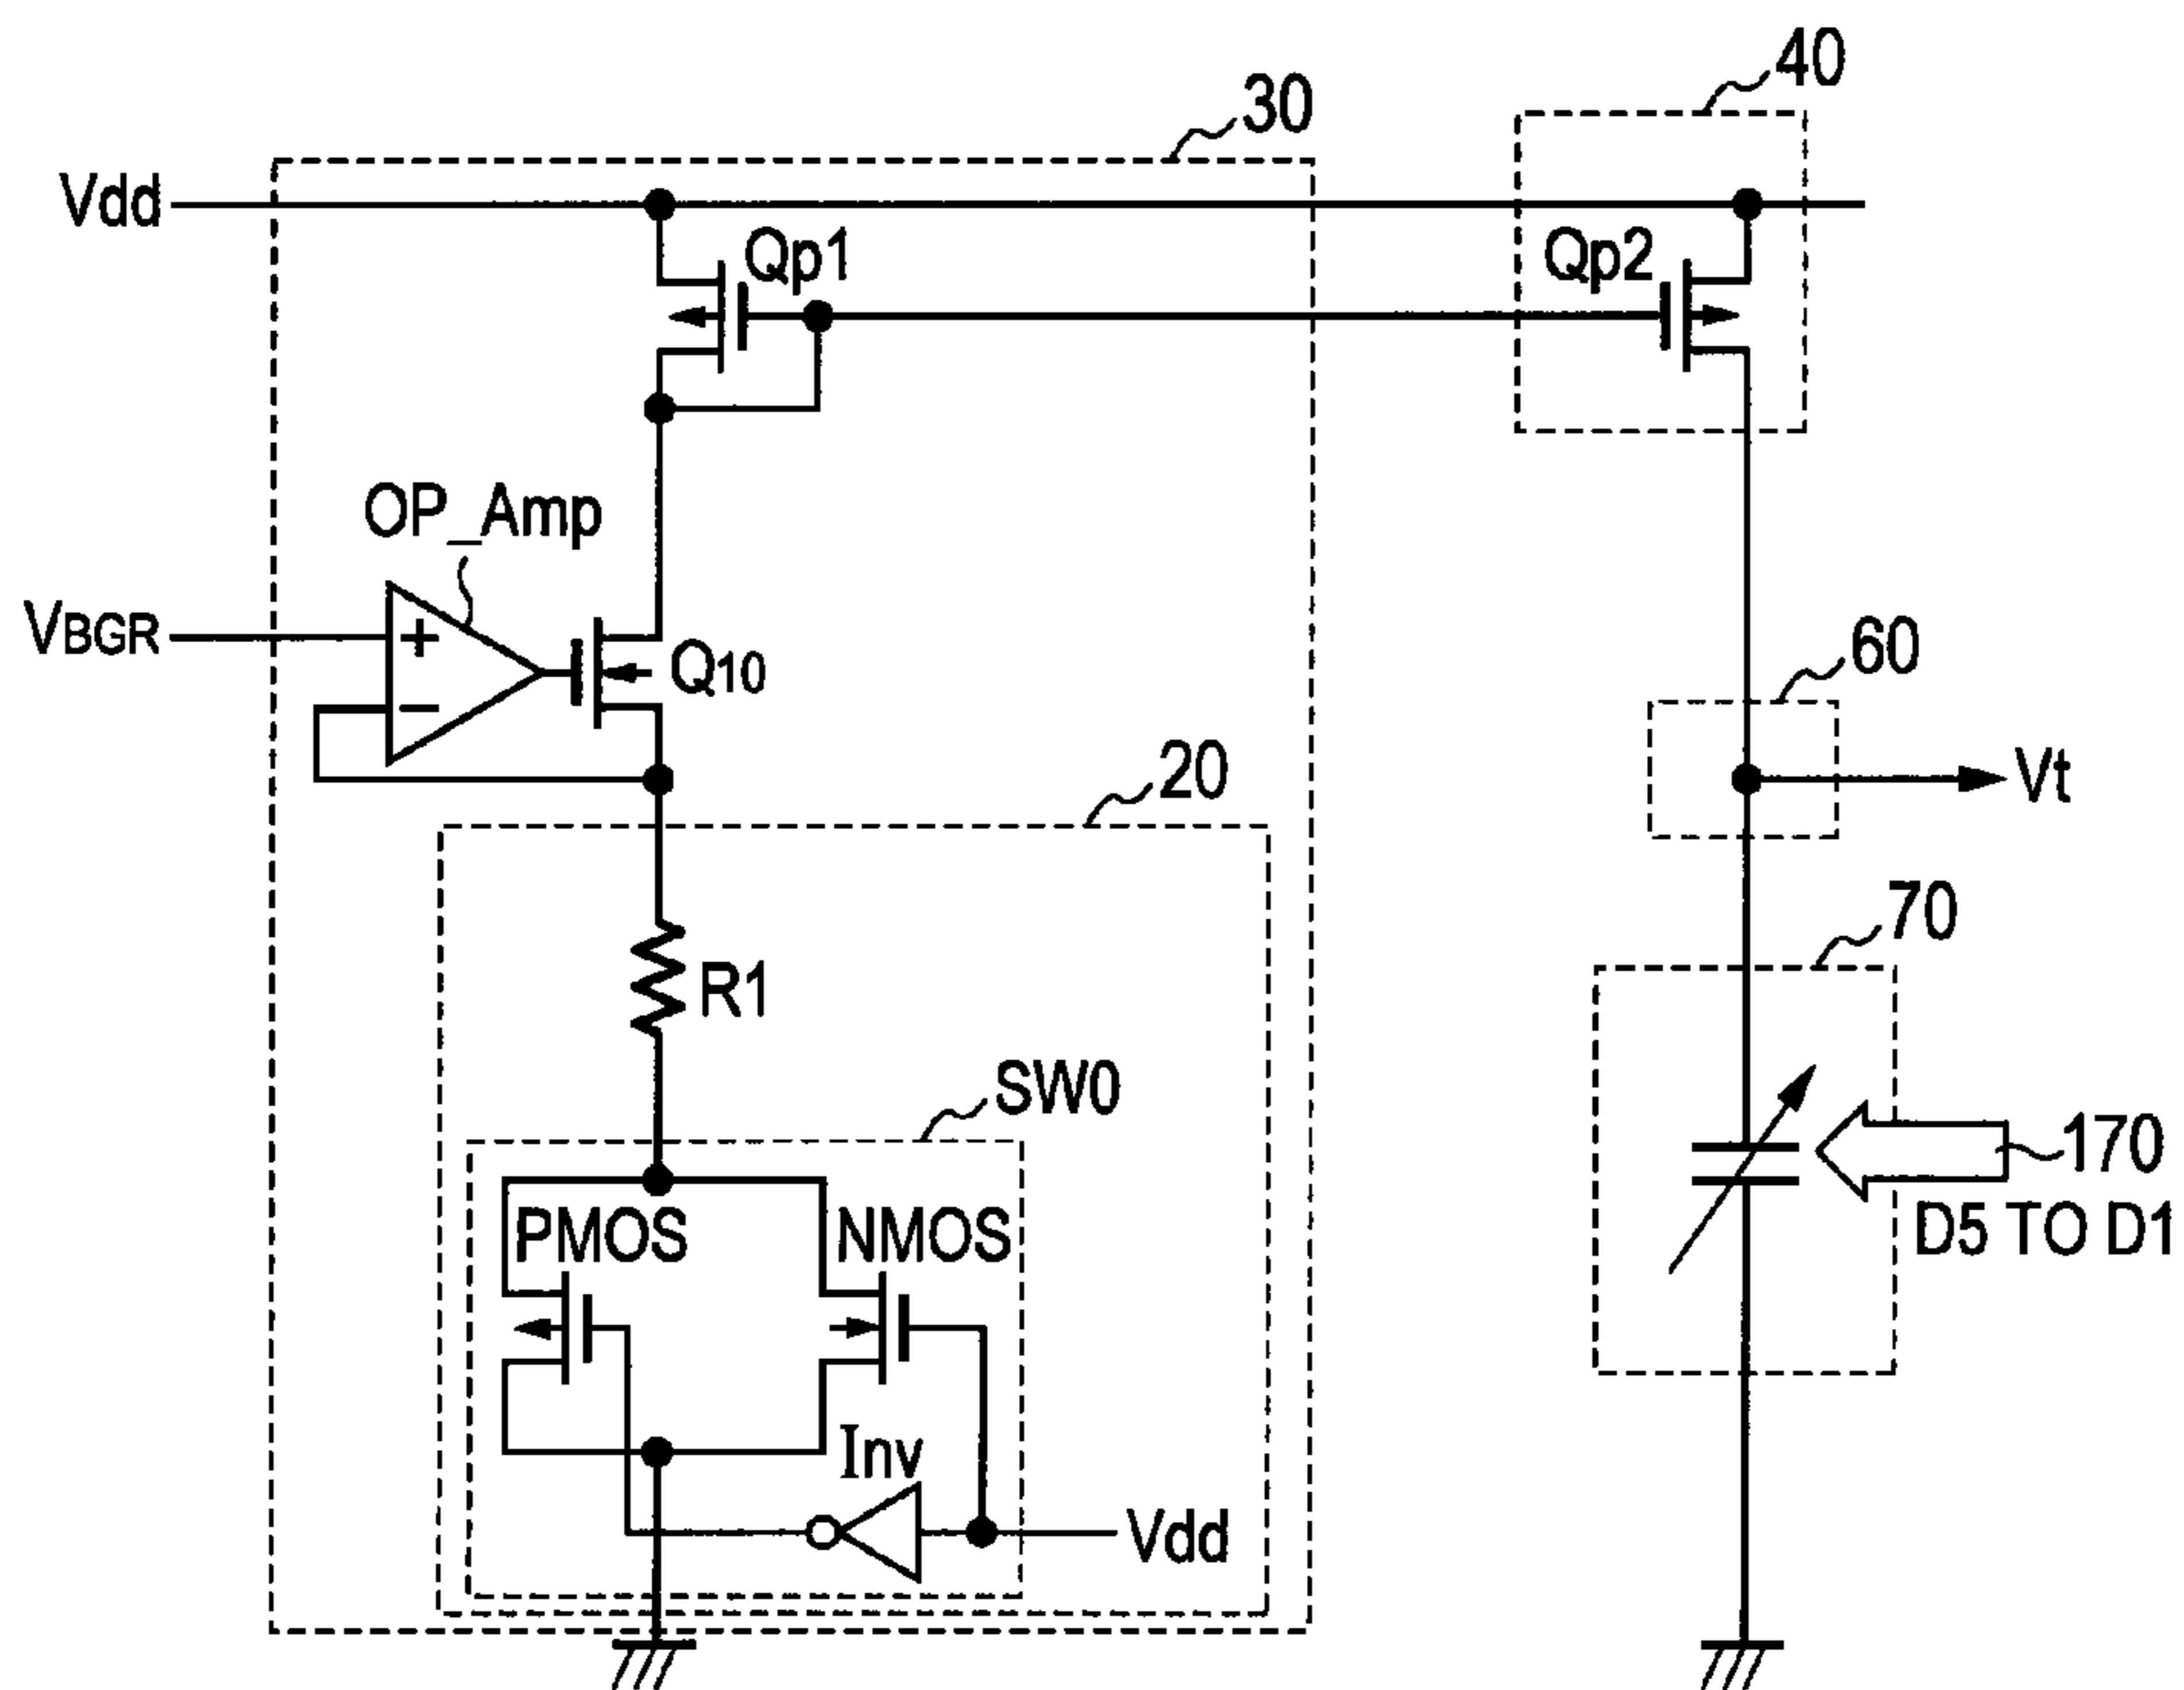 40
30
Vdd
Qp1
Qp2
OP_Amp
VBGR
+
−
Q10
60
Vt
20
70
R1
SW0
170
D5 TO D1
PMOS
NMOS
Inv
Vdd